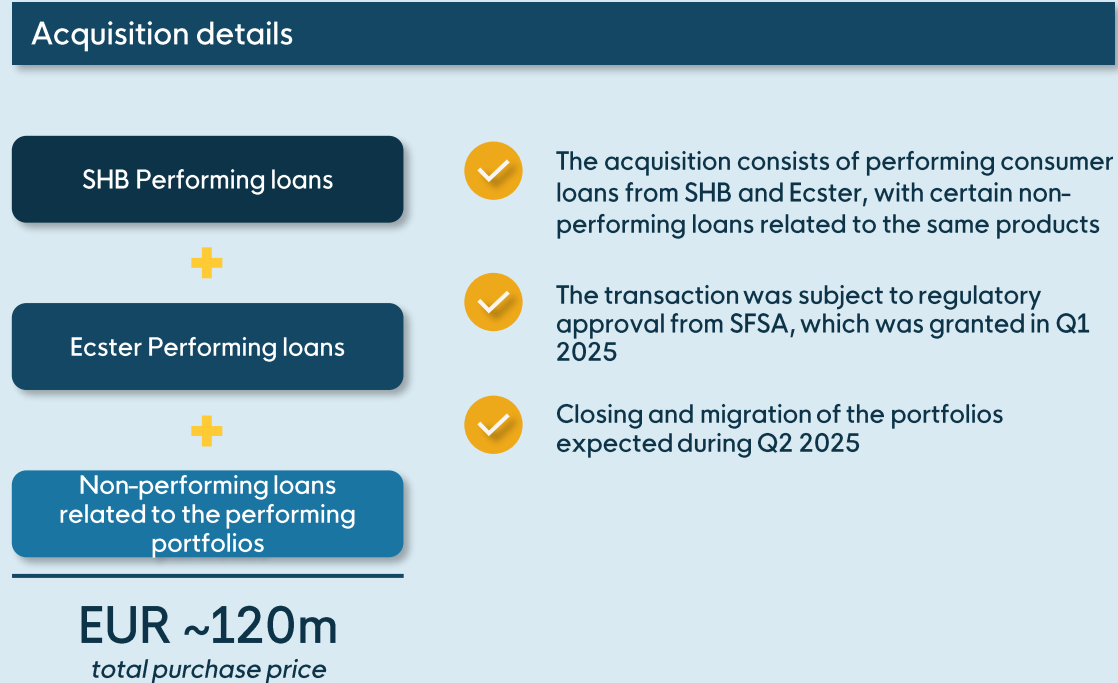 Acquisition details
SHB Performing loans
Ecster Performing loans
Non-performing loans
related to the performing
portfolios
EUR ~120m
total purchase price
The acquisition consists of performing consumer
loans from SHB and Ecster, with certain non-
performing loans related to the same products
The transaction was subject to regulatory
approval from SFSA, which was granted in Q1
2025
Closing and migration of the portfolios
expected during Q2 2025